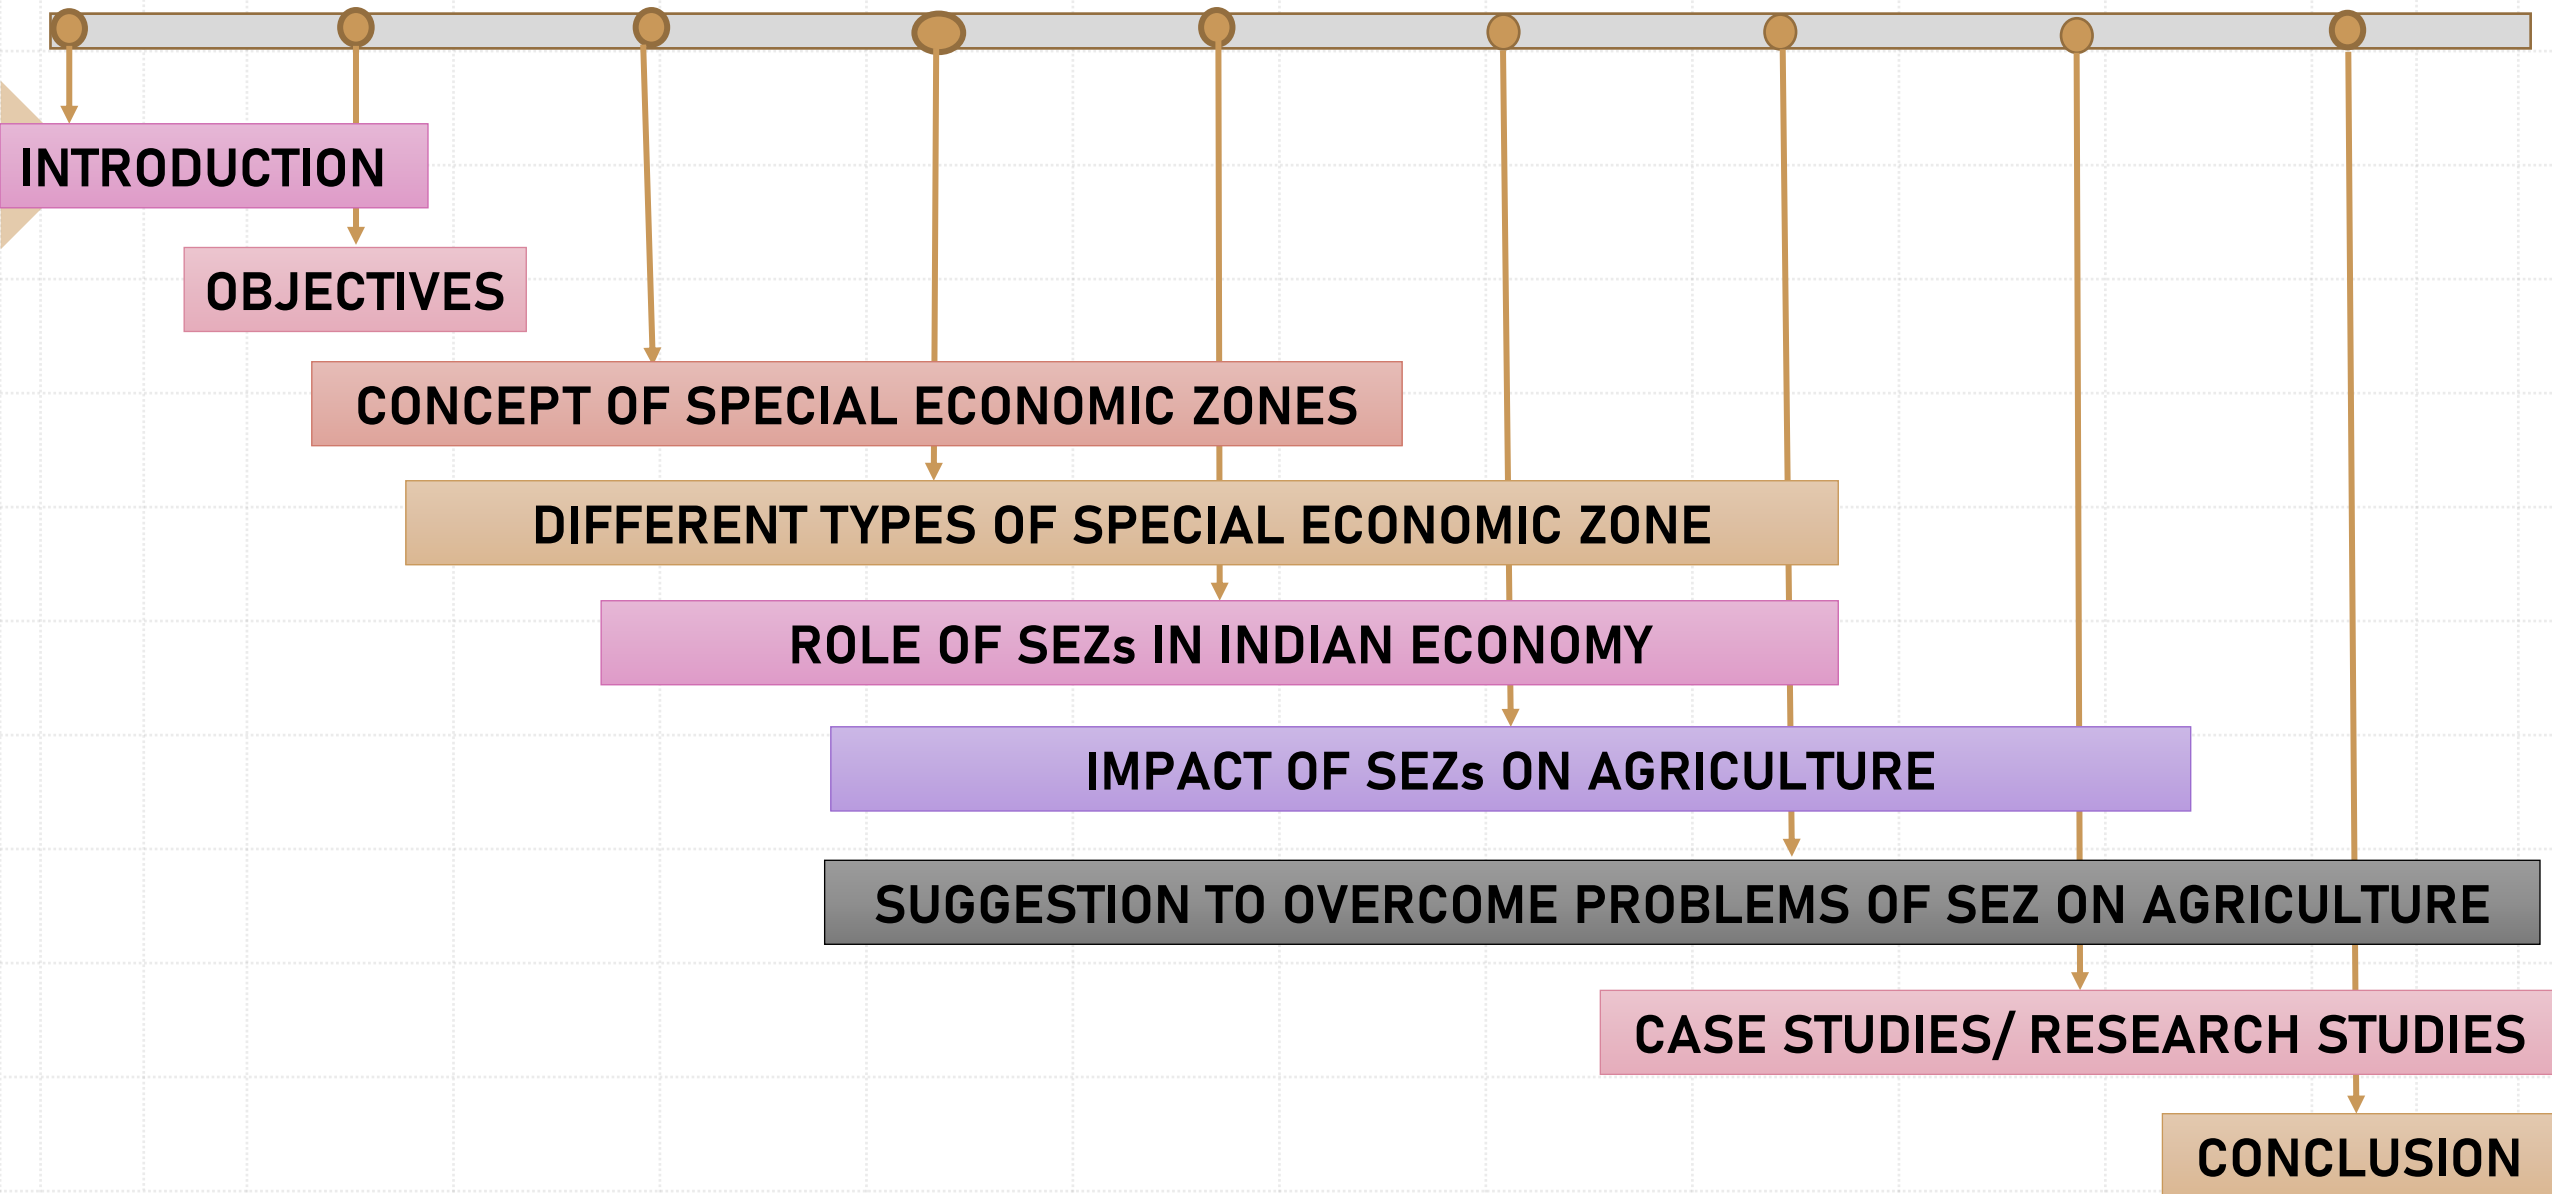 INTRODUCTION
OBJECTIVES
CONCEPT OF SPECIAL ECONOMIC ZONES
DIFFERENT TYPES OF SPECIAL ECONOMIC ZONE
ROLE OF SEZs IN INDIAN ECONOMY
IMPACT OF SEZs ON AGRICULTURE
SUGGESTION TO OVERCOME PROBLEMS OF SEZ ON AGRICULTURE
CASE STUDIES/ RESEARCH STUDIES
CONCLUSION